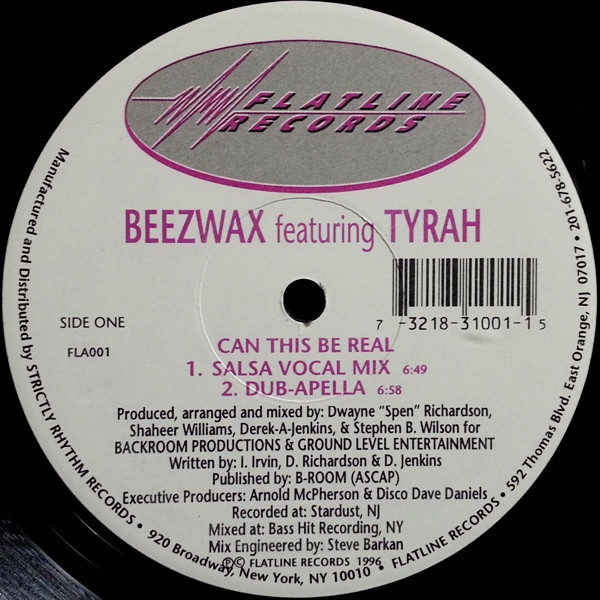 FLATLINE
RECORDS
BEEZWAX featuring TYRAH
7 -3218-31001-1 5
SIDE ONE
FLA001
CAN THIS BE REAL
1. SALSA VOCAL MIX 6:49
2. DUB-APELLA 6:58
Produced, arranged and mixed by: Dwayne “Spen” Richardson,
Shaheer Williams, Derek-A-Jenkins, & Stephen B. Wilson for
BACKROOM PRODUCTIONS & GROUND LEVEL ENTERTAINMENT
Written by: I. Irvin, D. Richardson & D. Jenkins
Published by: B-ROOM (ASCAP)
Executive Producers: Arnold McPherson & Disco Dave Daniels
Recorded at: Stardust, NJ
Mixed at: Bass Hit Recording, NY
Mix Engineered by: Steve Barkan
℗© FLATLINE RECORDS 1996
Manufactured and Distributed by STRICTLY RHYTHM RECORDS • 920 Broadway, New York, NY 10010 • FLATLINE RECORDS • 592 Thomas Blvd. East Orange, NJ 07017 • 201-678-5622